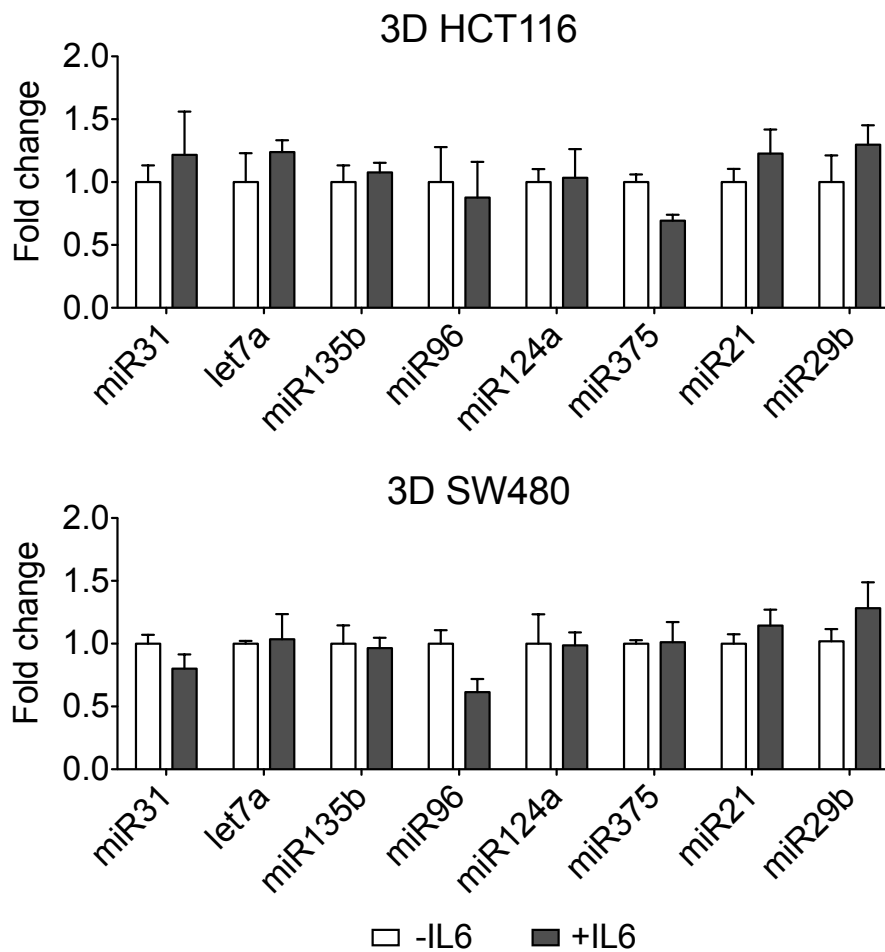 3D HCT116
Fold change
2.0
1.5
1.0
0.5
0.0
miR31 let7a miR135b miR96 miR124a miR375 miR21 miR29b
3D SW480
Fold change
2.0
1.5
1.0
0.5
0.0
miR31 let7a miR135b miR96 miR124a miR375 miR21 miR29b
-IL6 +IL6